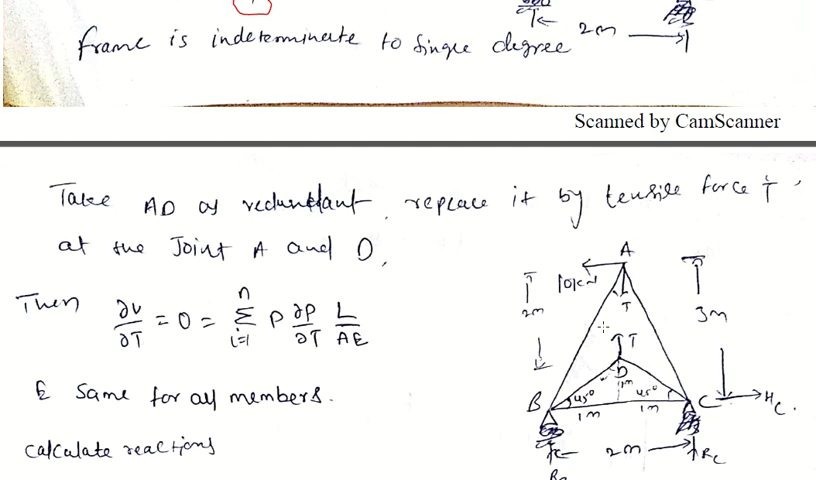 frame is indeterminate to single degree
2m
Scanned by CamScanner
Take AD as redundant, replace it by tensile force T
at the Joint A and D,
Then ∂v/∂T = 0 = n Σ i=1 P ∂P/∂T L/AE
E same for all members.
calculate reactions
A
10kN
T
2m
3m
T
D
1m
45° 45°
B C Hc.
1m 1m
2m Rc